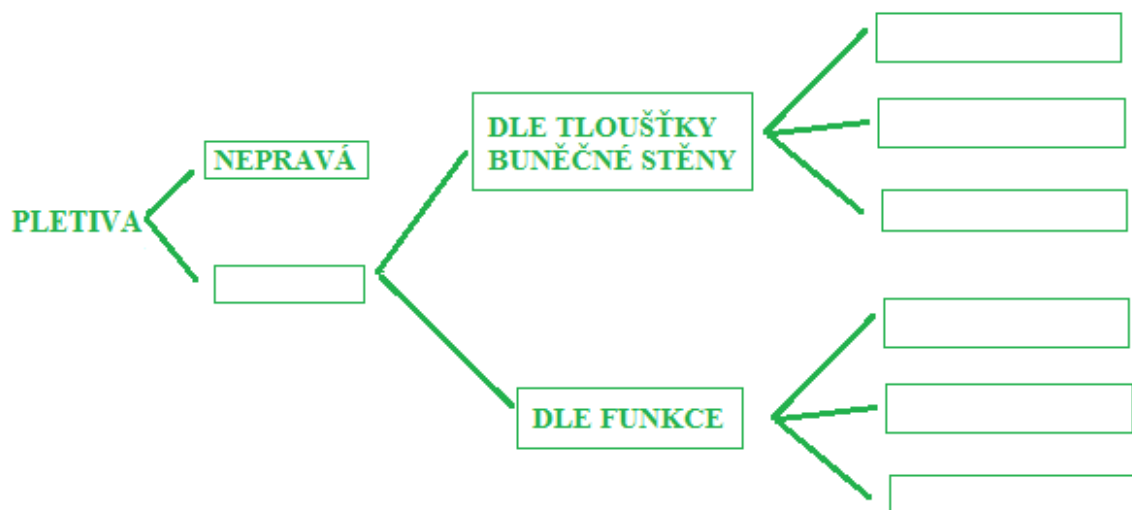 PLETIVA
NEPRAVÁ
DLE TLOUŠŤKY
BUNĚČNÉ STĚNY
DLE FUNKCE